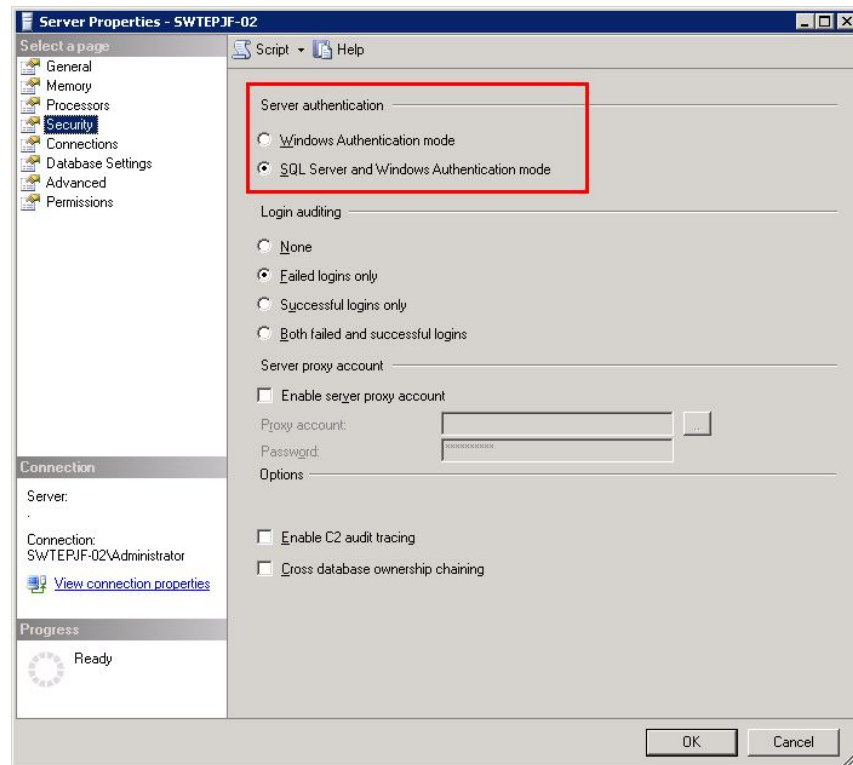 Server Properties - SWTEPJF-02
Select a page
General
Memory
Processors
Security
Connections
Database Settings
Advanced
Permissions
Script Help
Server authentication
Windows Authentication mode
SQL Server and Windows Authentication mode
Login auditing
None
Failed logins only
Successful logins only
Both failed and successful logins
Server proxy account
Enable server proxy account
Proxy account:
..
Password:
Options
Enable C2 audit tracing
Cross database ownership chaining
Connection
Server:
.
Connection:
SWTEPJF-02\Administrator
View connection properties
Progress
Ready
OK Cancel